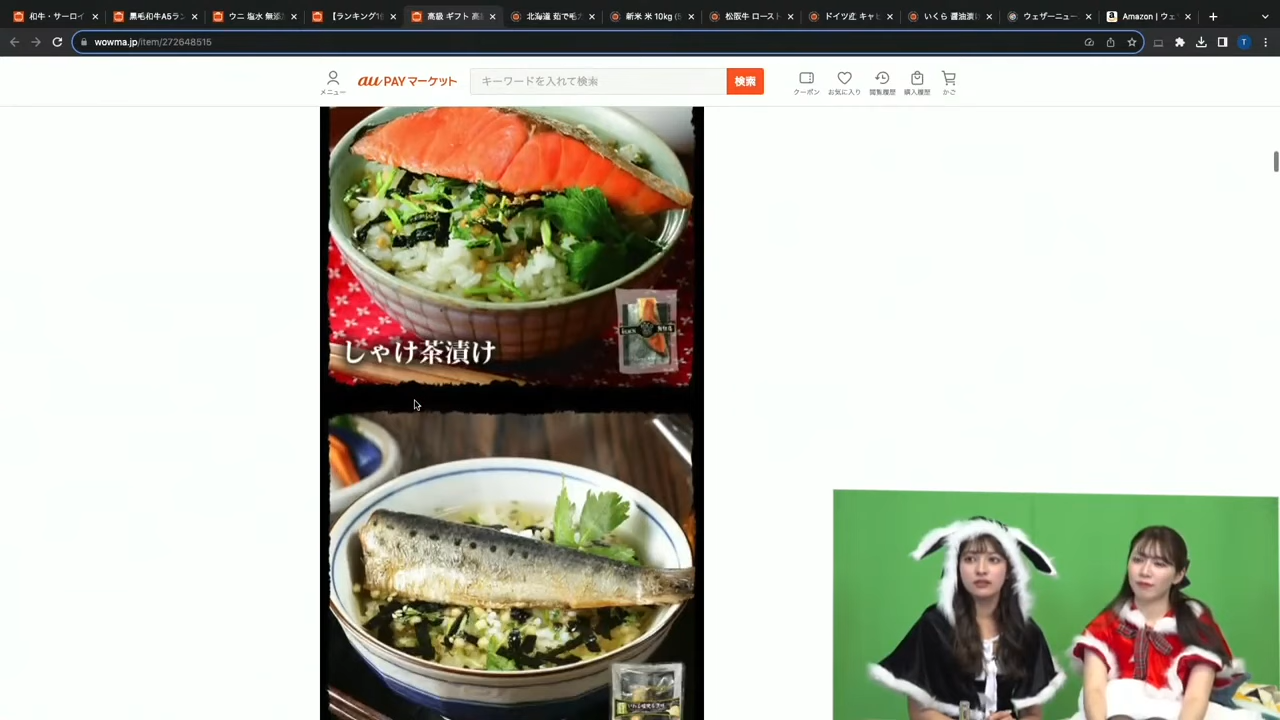 和牛・サーロイ
黒毛和牛A5ラン
ウニ 塩水 無添
【ランキング1
高級 ギフト 高
北海道 茹で毛
新米 米 10kg (5
松阪牛 ロースト
ドイツ産 キャビ
いくら 醤油漬
ウェザーニュー
Amazon | ウェ
wowma.jp/item/272648515
T
メニュー
au PAY マーケット
キーワードを入れて検索
検索
クーポン
お気に入り
閲覧履歴
購入履歴
かご
しゃけ茶漬け